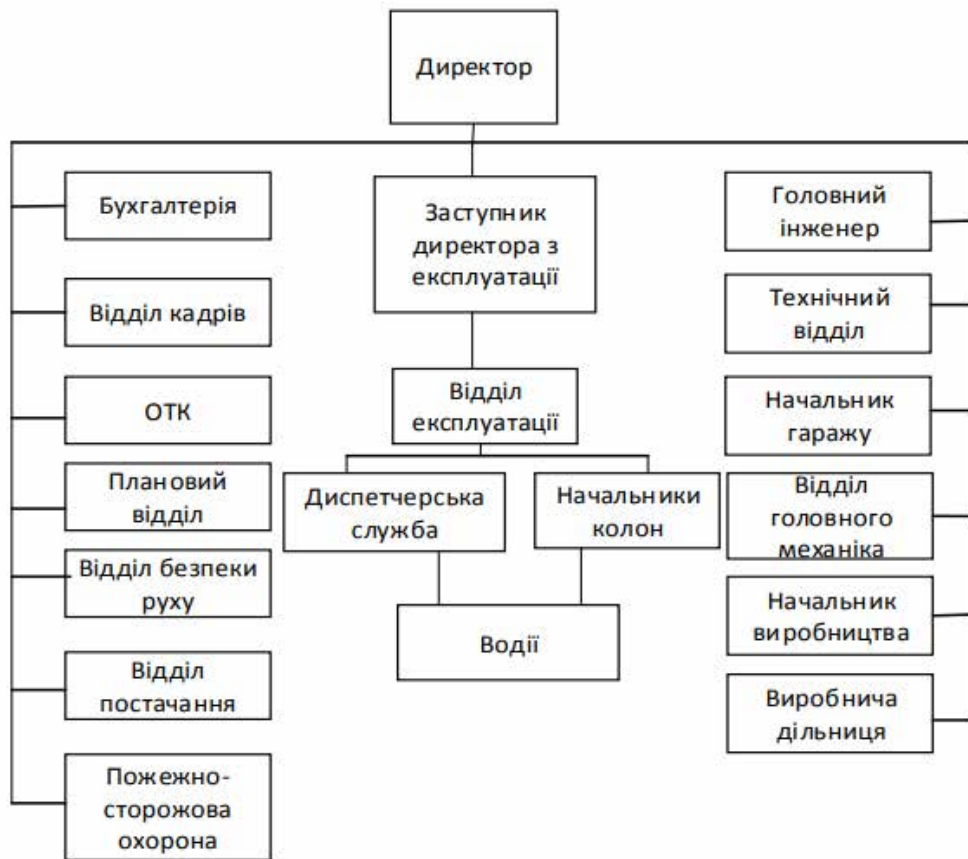 Директор
Бухгалтерія
Відділ кадрів
ОТК
Плановий
відділ
Відділ безпеки
руху
Відділ
постачання
Пожежно-
сторожова
охорона
Заступник
директора з
експлуатації
Відділ
експлуатації
Диспетчерська
служба
Начальники
колон
Водії
Головний
інженер
Технічний
відділ
Начальник
гаражу
Відділ
головного
механіка
Начальник
виробництва
Виробнича
дільниця